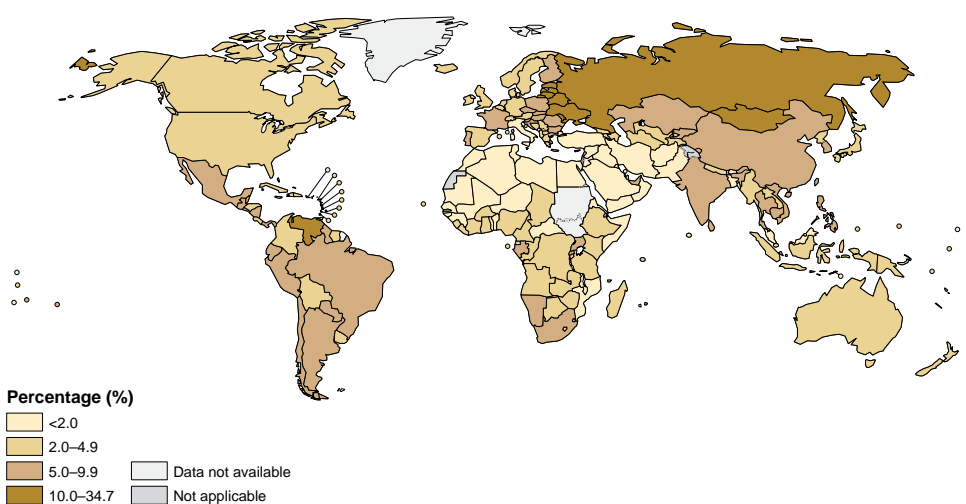 Percentage (%)
<2.0
2.0–4.9
5.0–9.9
10.0–34.7
Data not available
Not applicable